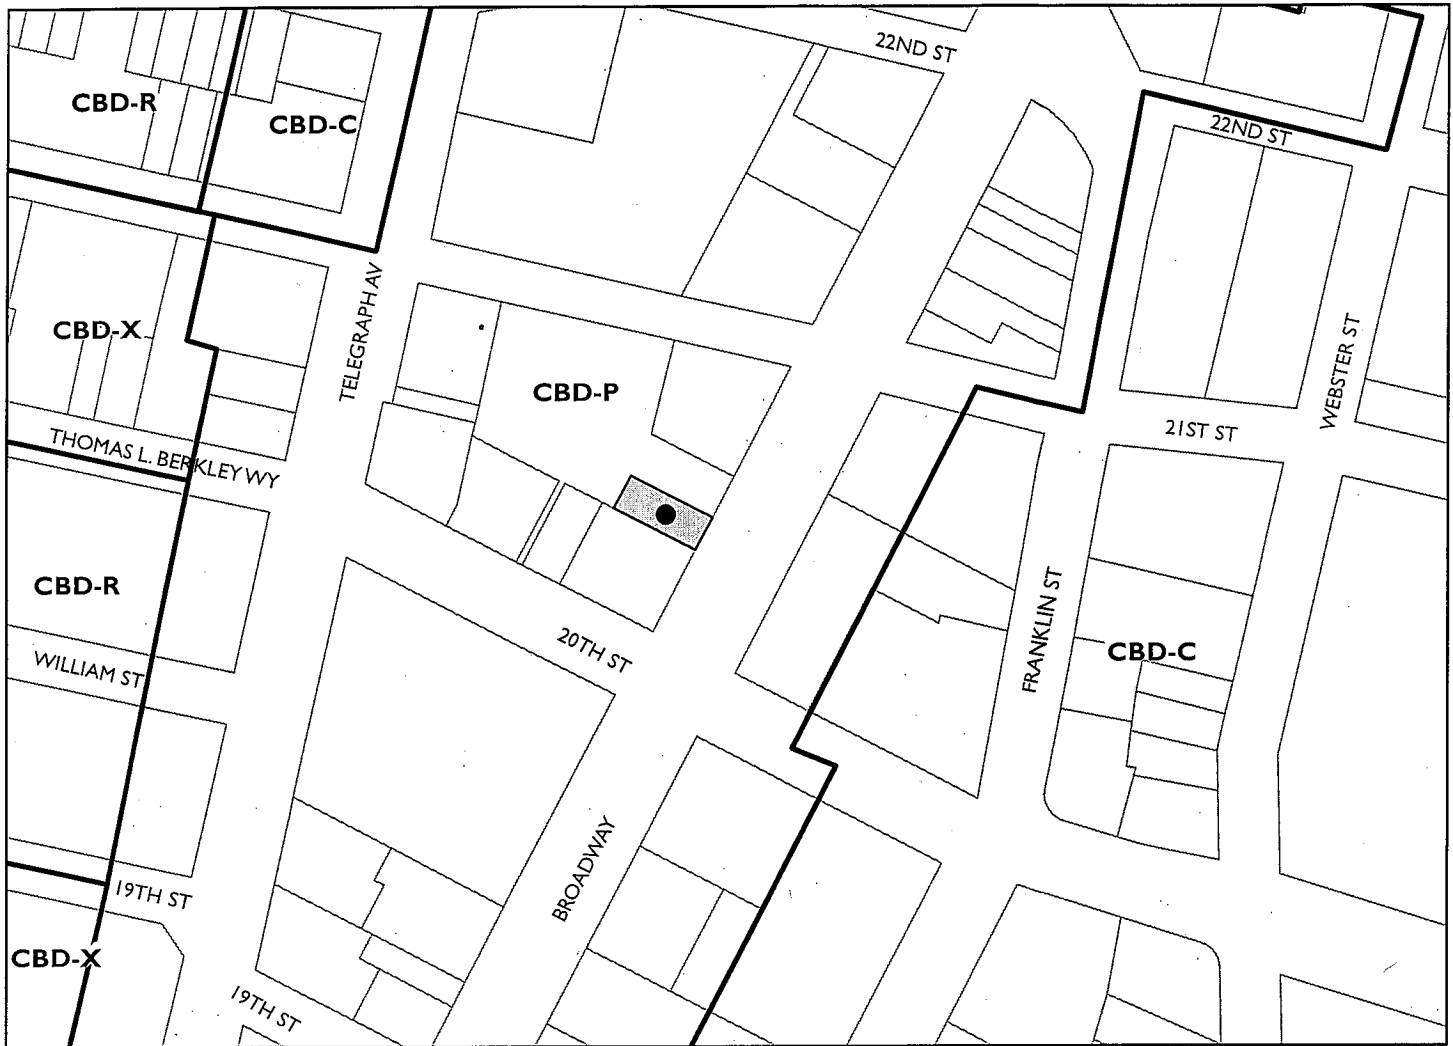 22ND ST
CBD-R
CBD-C
22ND ST
TELEGRAPH AV
CBD-X
WEBSTER ST
CBD-P
21ST ST
THOMAS L. BERKLEY WY
CBD-R
FRANKLIN ST
20TH ST
CBD-C
WILLIAM ST
BROADWAY
19TH ST
CBD-X
19TH ST